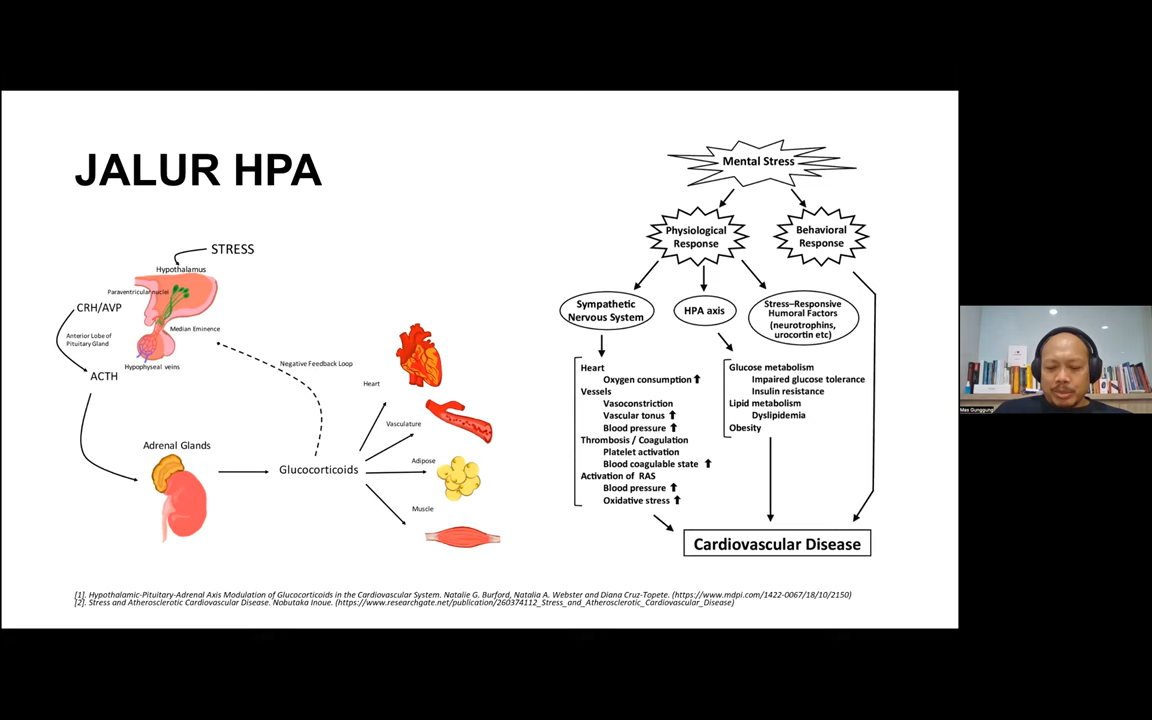 JALUR HPA
STRESS
Hypothalamus
Paraventricular nuclei
CRH/AVP
Median Eminence
Anterior Lobe of
Pituitary Gland
Hypophyseal veins
ACTH
Negative Feedback Loop
Adrenal Glands
Glucocorticoids
Heart
Vasculature
Adipose
Muscle
Mental Stress
Physiological
Response
Behavioral
Response
Sympathetic
Nervous System
HPA axis
Stress–Responsive
Humoral Factors
(neurotrophins,
urocortin etc)
Heart
Oxygen consumption ⬆
Vessels
Vasoconstriction
Vascular tonus ⬆
Blood pressure ⬆
Thrombosis / Coagulation
Platelet activation
Blood coagulable state ⬆
Activation of RAS
Blood pressure ⬆
Oxidative stress ⬆
Glucose metabolism
Impaired glucose tolerance
Insulin resistance
Lipid metabolism
Dyslipidemia
Obesity
Cardiovascular Disease
[1]. Hypothalamic-Pituitary-Adrenal Axis Modulation of Glucocorticoids in the Cardiovascular System. Natalie G. Burford, Natalia A. Webster and Diana Cruz-Topete. (https://www.mdpi.com/1422-0067/18/10/2150)
[2]. Stress and Atherosclerotic Cardiovascular Disease. Nobutaka Inoue. (https://www.researchgate.net/publication/260374112_Stress_and_Atherosclerotic_Cardiovascular_Disease)
Mas Gunggung